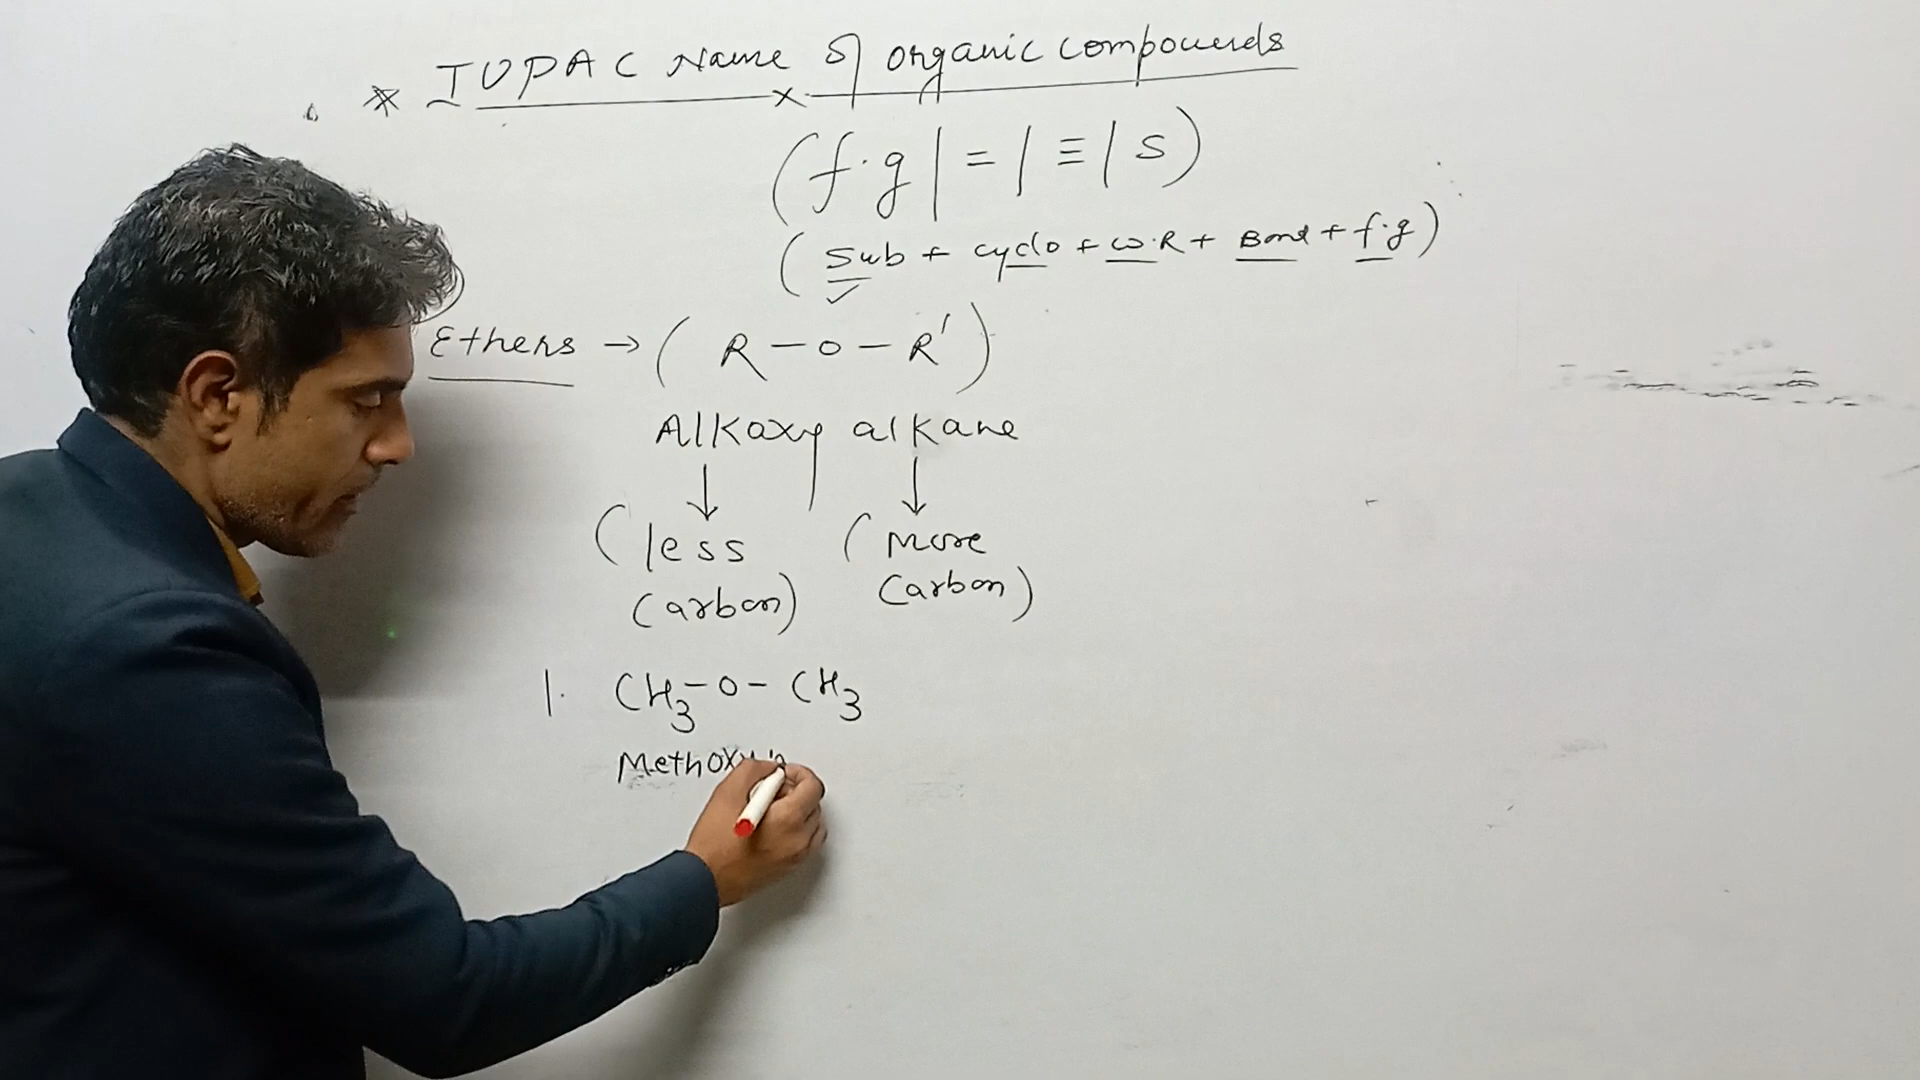 * IUPAC Name of organic compounds
(f.g | = | ≡ | s)
(Sub + cyclo + W.R + Bond + f.g)
Ethers → (R-O-R')
Alkoxy alkane
↓ ↓
(less (More
carbon) carbon)
1. CH3-O-CH3
Methoxy